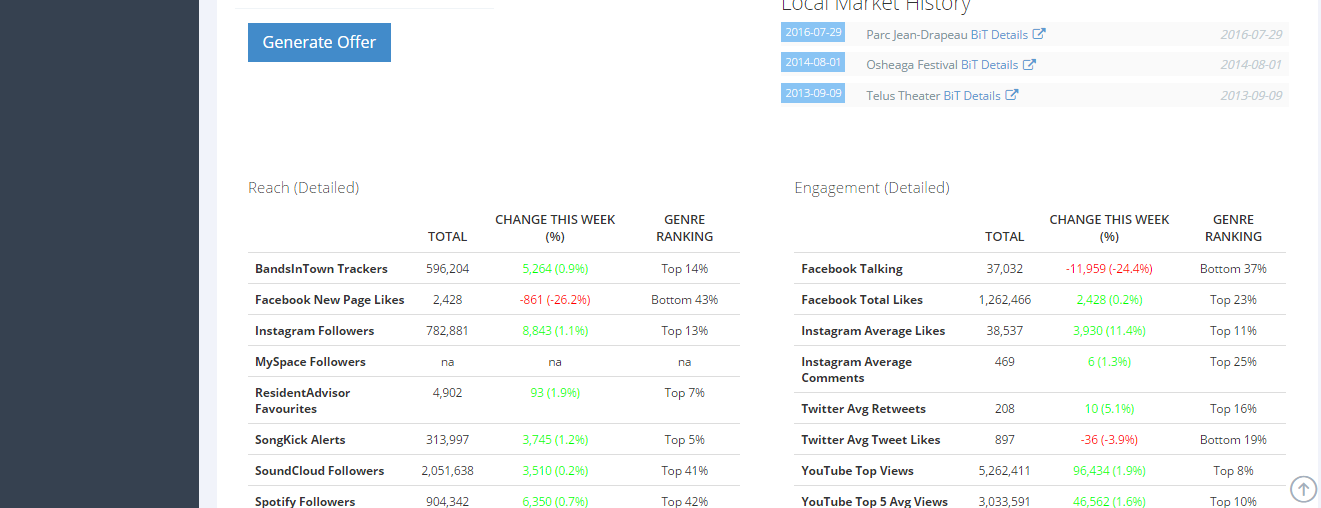 Local Market History
Generate Offer
2016-07-29 Parc Jean-Drapeau BiT Details 2016-07-29
2014-08-01 Osheaga Festival BiT Details 2014-08-01
2013-09-09 Telus Theater BiT Details 2013-09-09
Reach (Detailed)
CHANGE THIS WEEK GENRE
TOTAL (%) RANKING
BandsInTown Trackers 596,204 5,264 (0.9%) Top 14%
Facebook New Page Likes 2,428 -861 (-26.2%) Bottom 43%
Instagram Followers 782,881 8,843 (1.1%) Top 13%
MySpace Followers na na na
ResidentAdvisor 4,902 93 (1.9%) Top 7%
Favourites
SongKick Alerts 313,997 3,745 (1.2%) Top 5%
SoundCloud Followers 2,051,638 3,510 (0.2%) Top 41%
Spotify Followers 904,342 6,350 (0.7%) Top 42%
Engagement (Detailed)
CHANGE THIS WEEK GENRE
TOTAL (%) RANKING
Facebook Talking 37,032 -11,959 (-24.4%) Bottom 37%
Facebook Total Likes 1,262,466 2,428 (0.2%) Top 23%
Instagram Average Likes 38,537 3,930 (11.4%) Top 11%
Instagram Average 469 6 (1.3%) Top 25%
Comments
Twitter Avg Retweets 208 10 (5.1%) Top 16%
Twitter Avg Tweet Likes 897 -36 (-3.9%) Bottom 19%
YouTube Top Views 5,262,411 96,434 (1.9%) Top 8%
YouTube Top 5 Avg Views 3,033,591 46,562 (1.6%) Top 10%